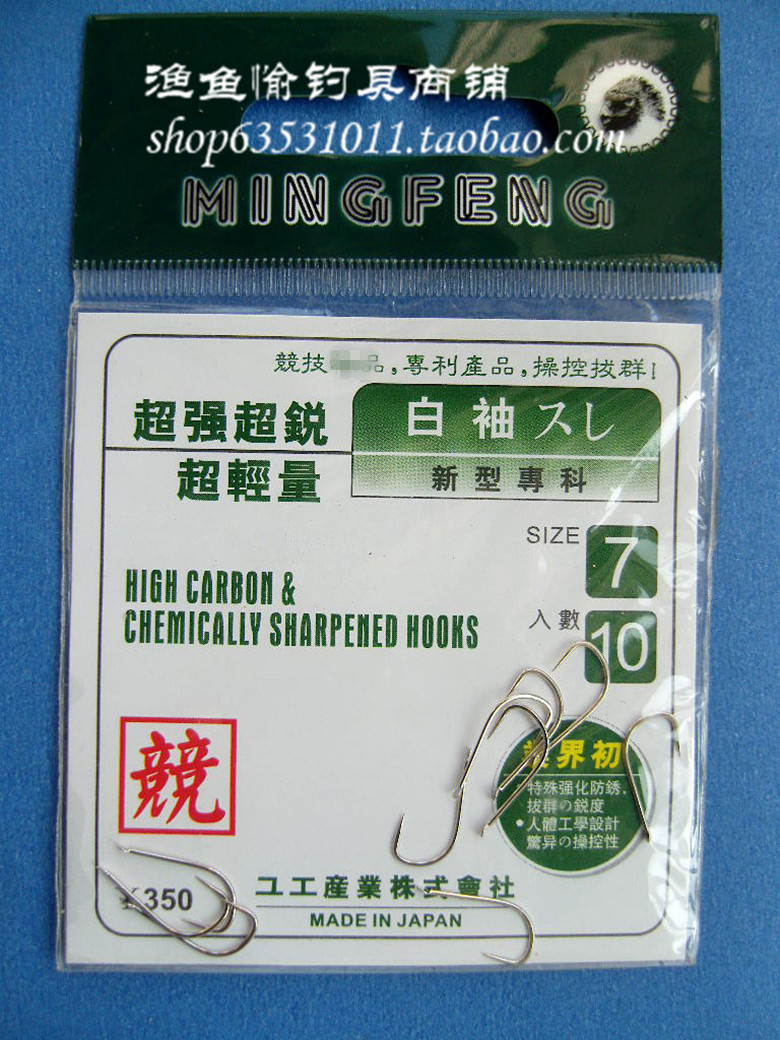 渔鱼愉钓具商铺
shop63531011.taobao.com
MINGFENG
競技 品,專利產品,操控拔群!
超强超鋭
白袖スし
超輕量
新型專科
SIZE 7
入數 10
HIGH CARBON &
CHEMICALLY SHARPENED HOOKS
競
業界初
特殊强化防銹.
拔群の鋭度
•人體工學設計
驚异の操控性
¥350
ユエ産業株式會社
MADE IN JAPAN